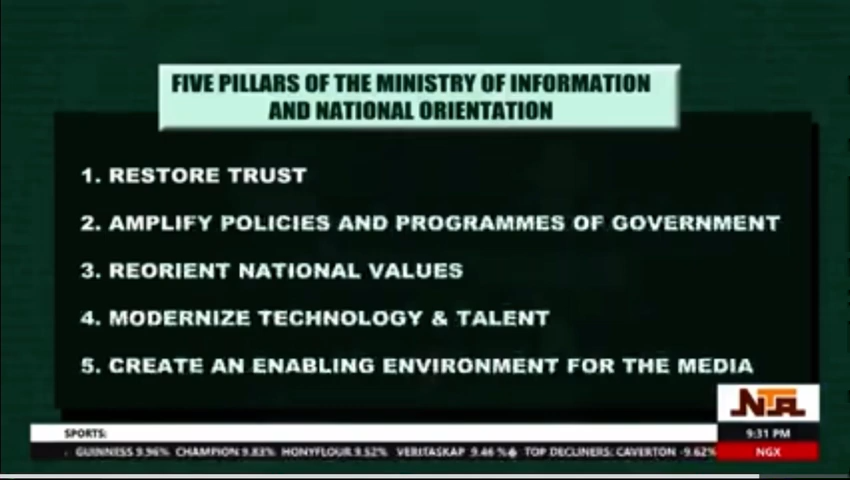 FIVE PILLARS OF THE MINISTRY OF INFORMATION
AND NATIONAL ORIENTATION
1. RESTORE TRUST
2. AMPLIFY POLICIES AND PROGRAMMES OF GOVERNMENT
3. REORIENT NATIONAL VALUES
4. MODERNIZE TECHNOLOGY & TALENT
5. CREATE AN ENABLING ENVIRONMENT FOR THE MEDIA
NTA
SPORTS:
9:31 PM
GUINNESS 9.96% CHAMPION 9.83% HONYFLOUR 9.52% VERITASKAP 9.46 %� TOP DECLINERS: CAVERTON -9.62%
NGX